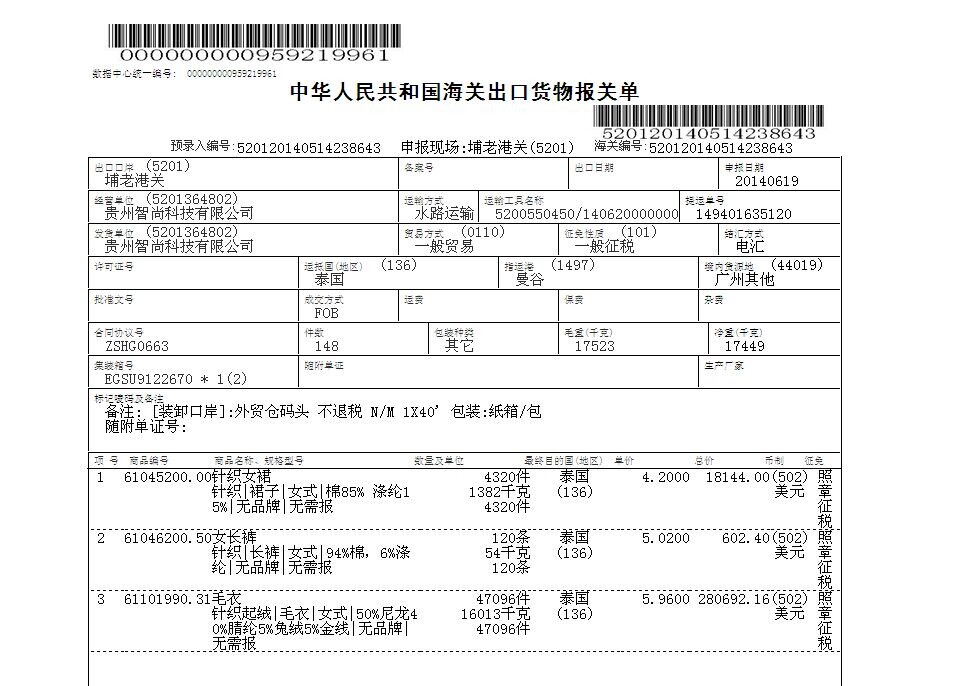 0000000000959219961
数据中心统一编号： 000000000959219961
中华人民共和国海关出口货物报关单
520120140514238643
预录入编号:520120140514238643 申报现场:埔老港关(5201) 海关编号:520120140514238643
出口口岸 (5201) 备案号 出口日期 申报日期
埔老港关 20140619
经营单位 (5201364802) 运输方式 运输工具名称 提运单号
贵州智尚科技有限公司 水路运输 5200550450/140620000000 149401635120
发货单位 (5201364802) 贸易方式 (0110) 征免性质 (101) 结汇方式
贵州智尚科技有限公司 一般贸易 一般征税 电汇
许可证号 运抵国(地区) (136) 指运港 (1497) 境内货源地 (44019)
泰国 曼谷 广州其他
批准文号 成交方式 运费 保费 杂费
FOB
合同协议号 件数 包装种类 毛重(千克) 净重(千克)
ZSHG0663 148 其它 17523 17449
集装箱号 随附单证 生产厂家
EGSU9122670 * 1(2)
标记唛码及备注
备注: [装卸口岸]:外贸仓码头 不退税 N/M 1X40' 包装:纸箱/包
随附单证号:
项 号 商品编号 商品名称、规格型号 数量及单位 最终目的国(地区) 单价 总价 币制 征免
1 61045200.00针织女裙 4320件 泰国 4.2000 18144.00(502) 照
针织|裙子|女式|棉85% 涤纶1 1382千克 (136) 美元 章
5%|无品牌|无需报 4320件 征
税
2 61046200.50女长裤 120条 泰国 5.0200 602.40(502) 照
针织|长裤|女式|94%棉，6%涤 54千克 (136) 美元 章
纶|无品牌|无需报 120条 征
税
3 61101990.31毛衣 47096件 泰国 5.9600 280692.16(502) 照
针织起绒|毛衣|女式|50%尼龙4 16013千克 (136) 美元 章
0%腈纶5%兔绒5%金线|无品牌| 47096件 征
无需报 税